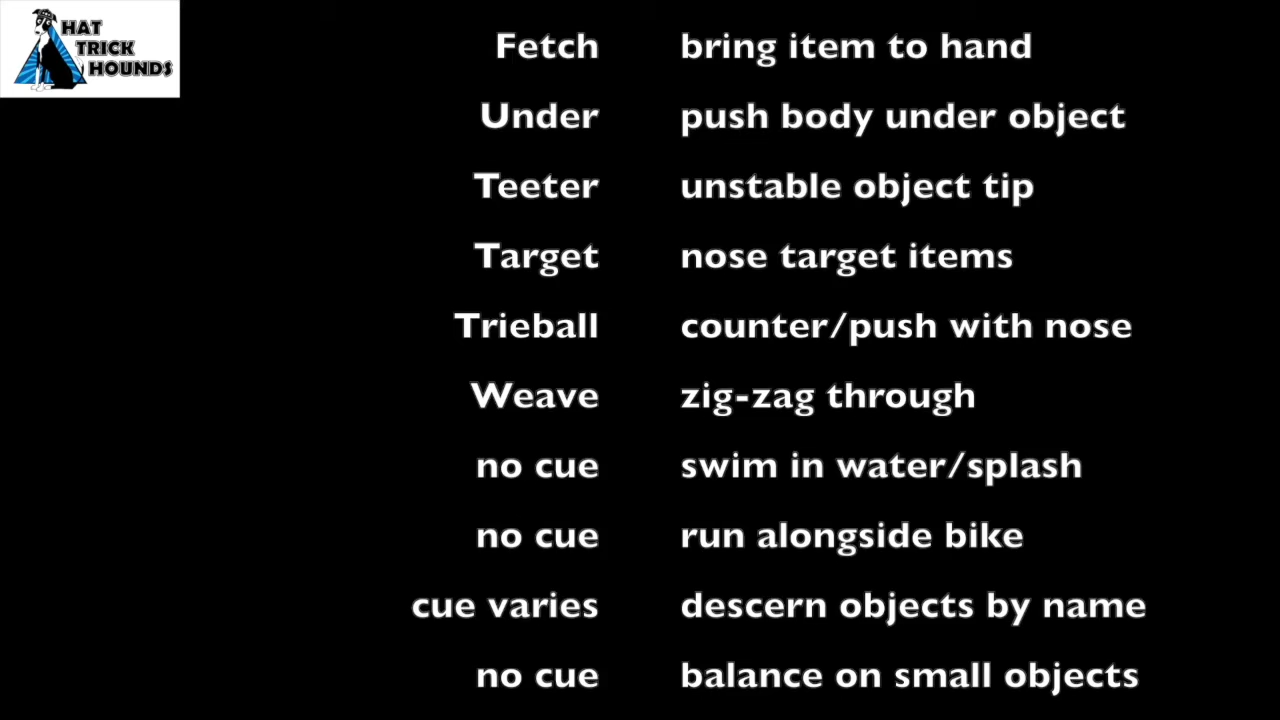 HAT
TRICK
HOUNDS
Fetch bring item to hand
Under push body under object
Teeter unstable object tip
Target nose target items
Trieball counter/push with nose
Weave zig-zag through
no cue swim in water/splash
no cue run alongside bike
cue varies descern objects by name
no cue balance on small objects